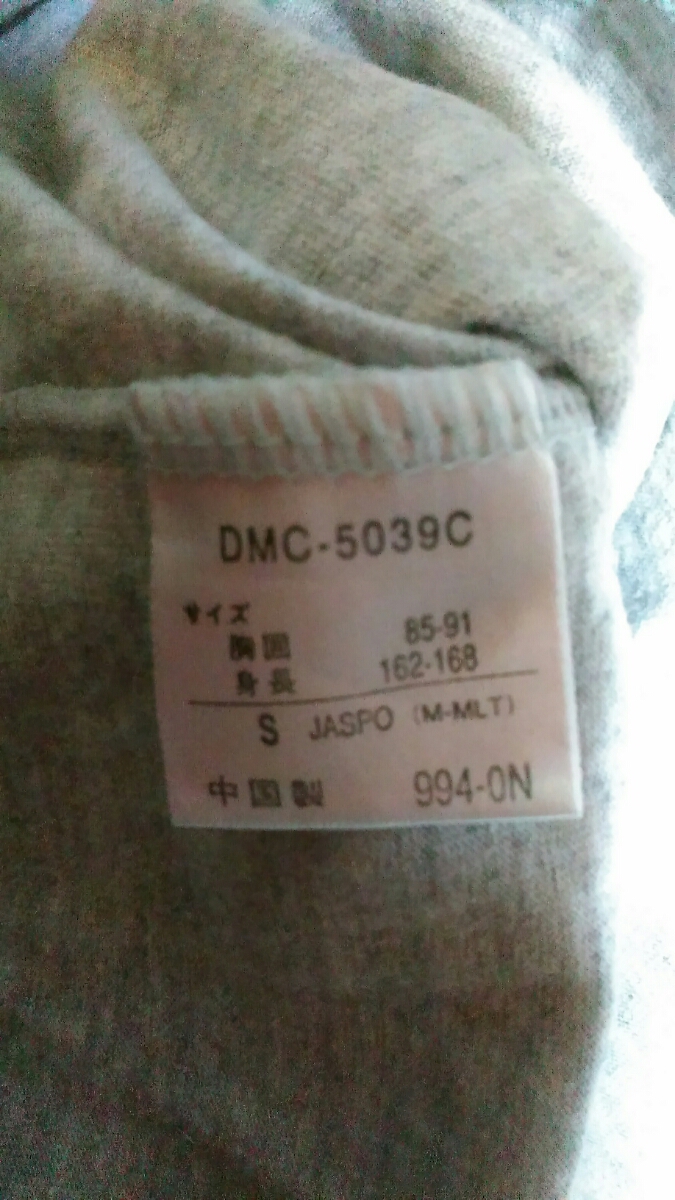 DMC-5039C
サイズ
胸囲 85-91
身長 162-168
S JASPO (M-MLT)
中国製 994-0N